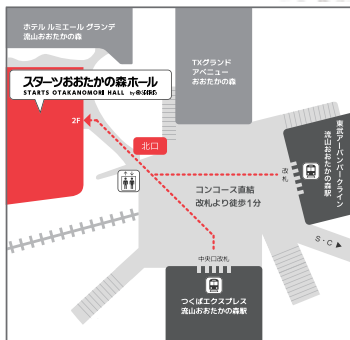 ホテル ルミエール グランデ
流山おおたかの森
TXグランド
アベニュー
おおたかの森
スターツおおたかの森ホール
STARTS OTAKANOMORI HALL
2F
北口
東武アーバンパークライン
流山おおたかの森駅
改札
コンコース直結
改札より徒歩1分
S・C ▶
中央口改札
つくばエクスプレス
流山おおたかの森駅